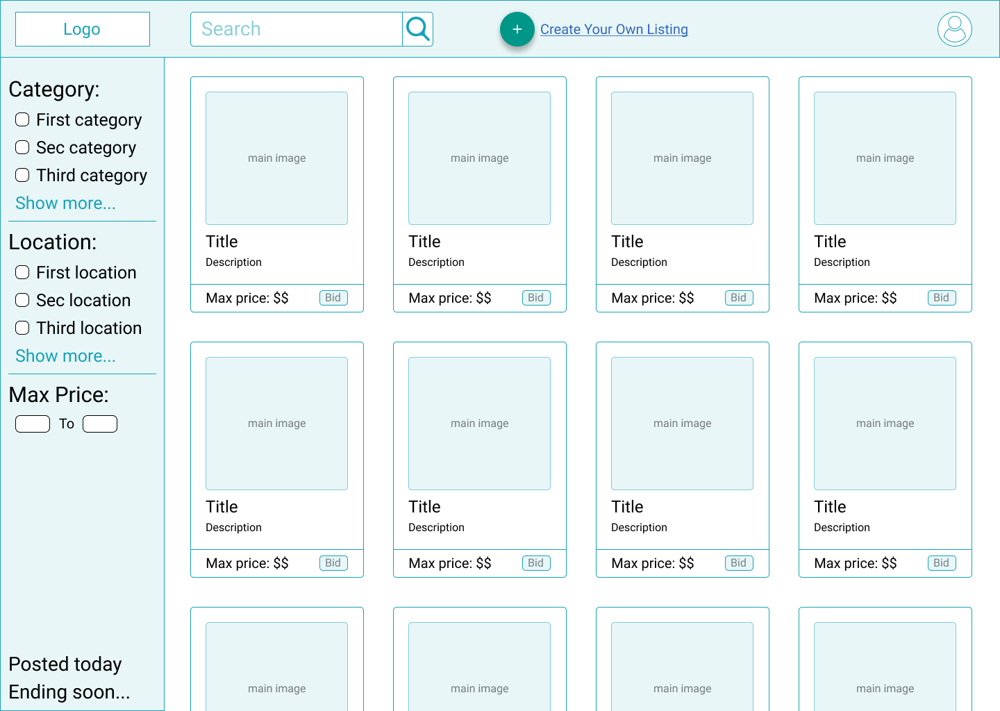 Logo
Search
+ Create Your Own Listing
Category:
First category
Sec category
Third category
Show more...
Location:
First location
Sec location
Third location
Show more...
Max Price:
To
Posted today
Ending soon...
main image main image main image main image
Title Title Title Title
Description Description Description Description
Max price: $$ Bid Max price: $$ Bid Max price: $$ Bid Max price: $$ Bid
main image main image main image main image
Title Title Title Title
Description Description Description Description
Max price: $$ Bid Max price: $$ Bid Max price: $$ Bid Max price: $$ Bid
main image main image main image main image